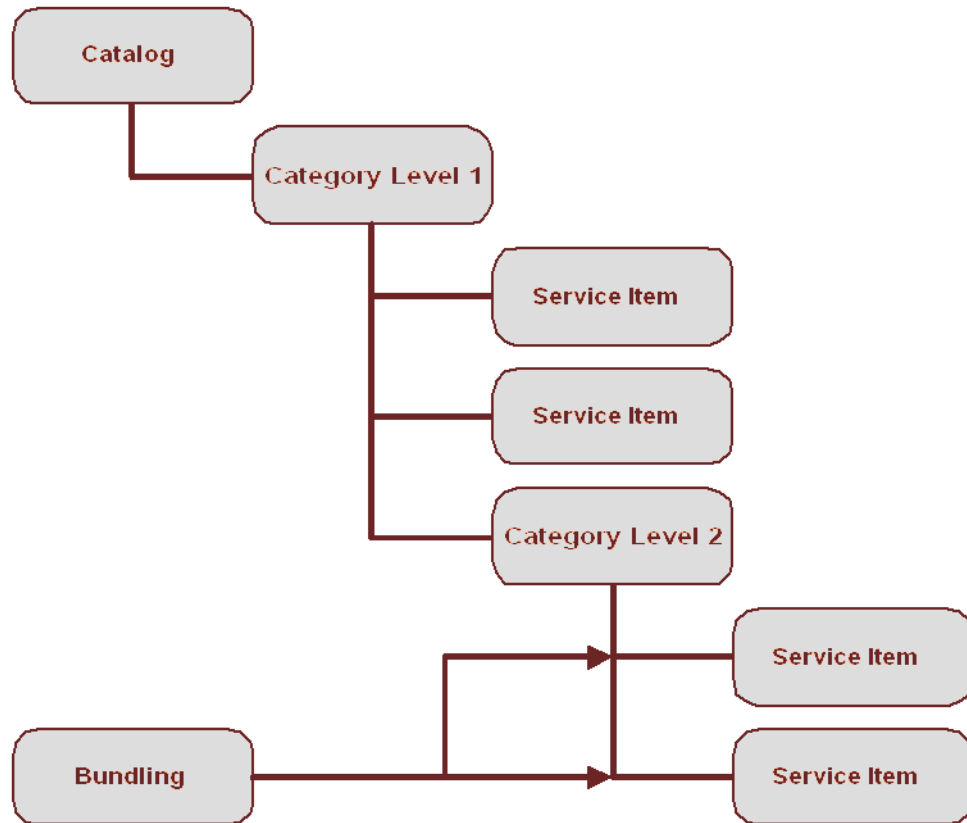 Catalog
Category Level 1
Service Item
Service Item
Category Level 2
Service Item
Bundling
Service Item